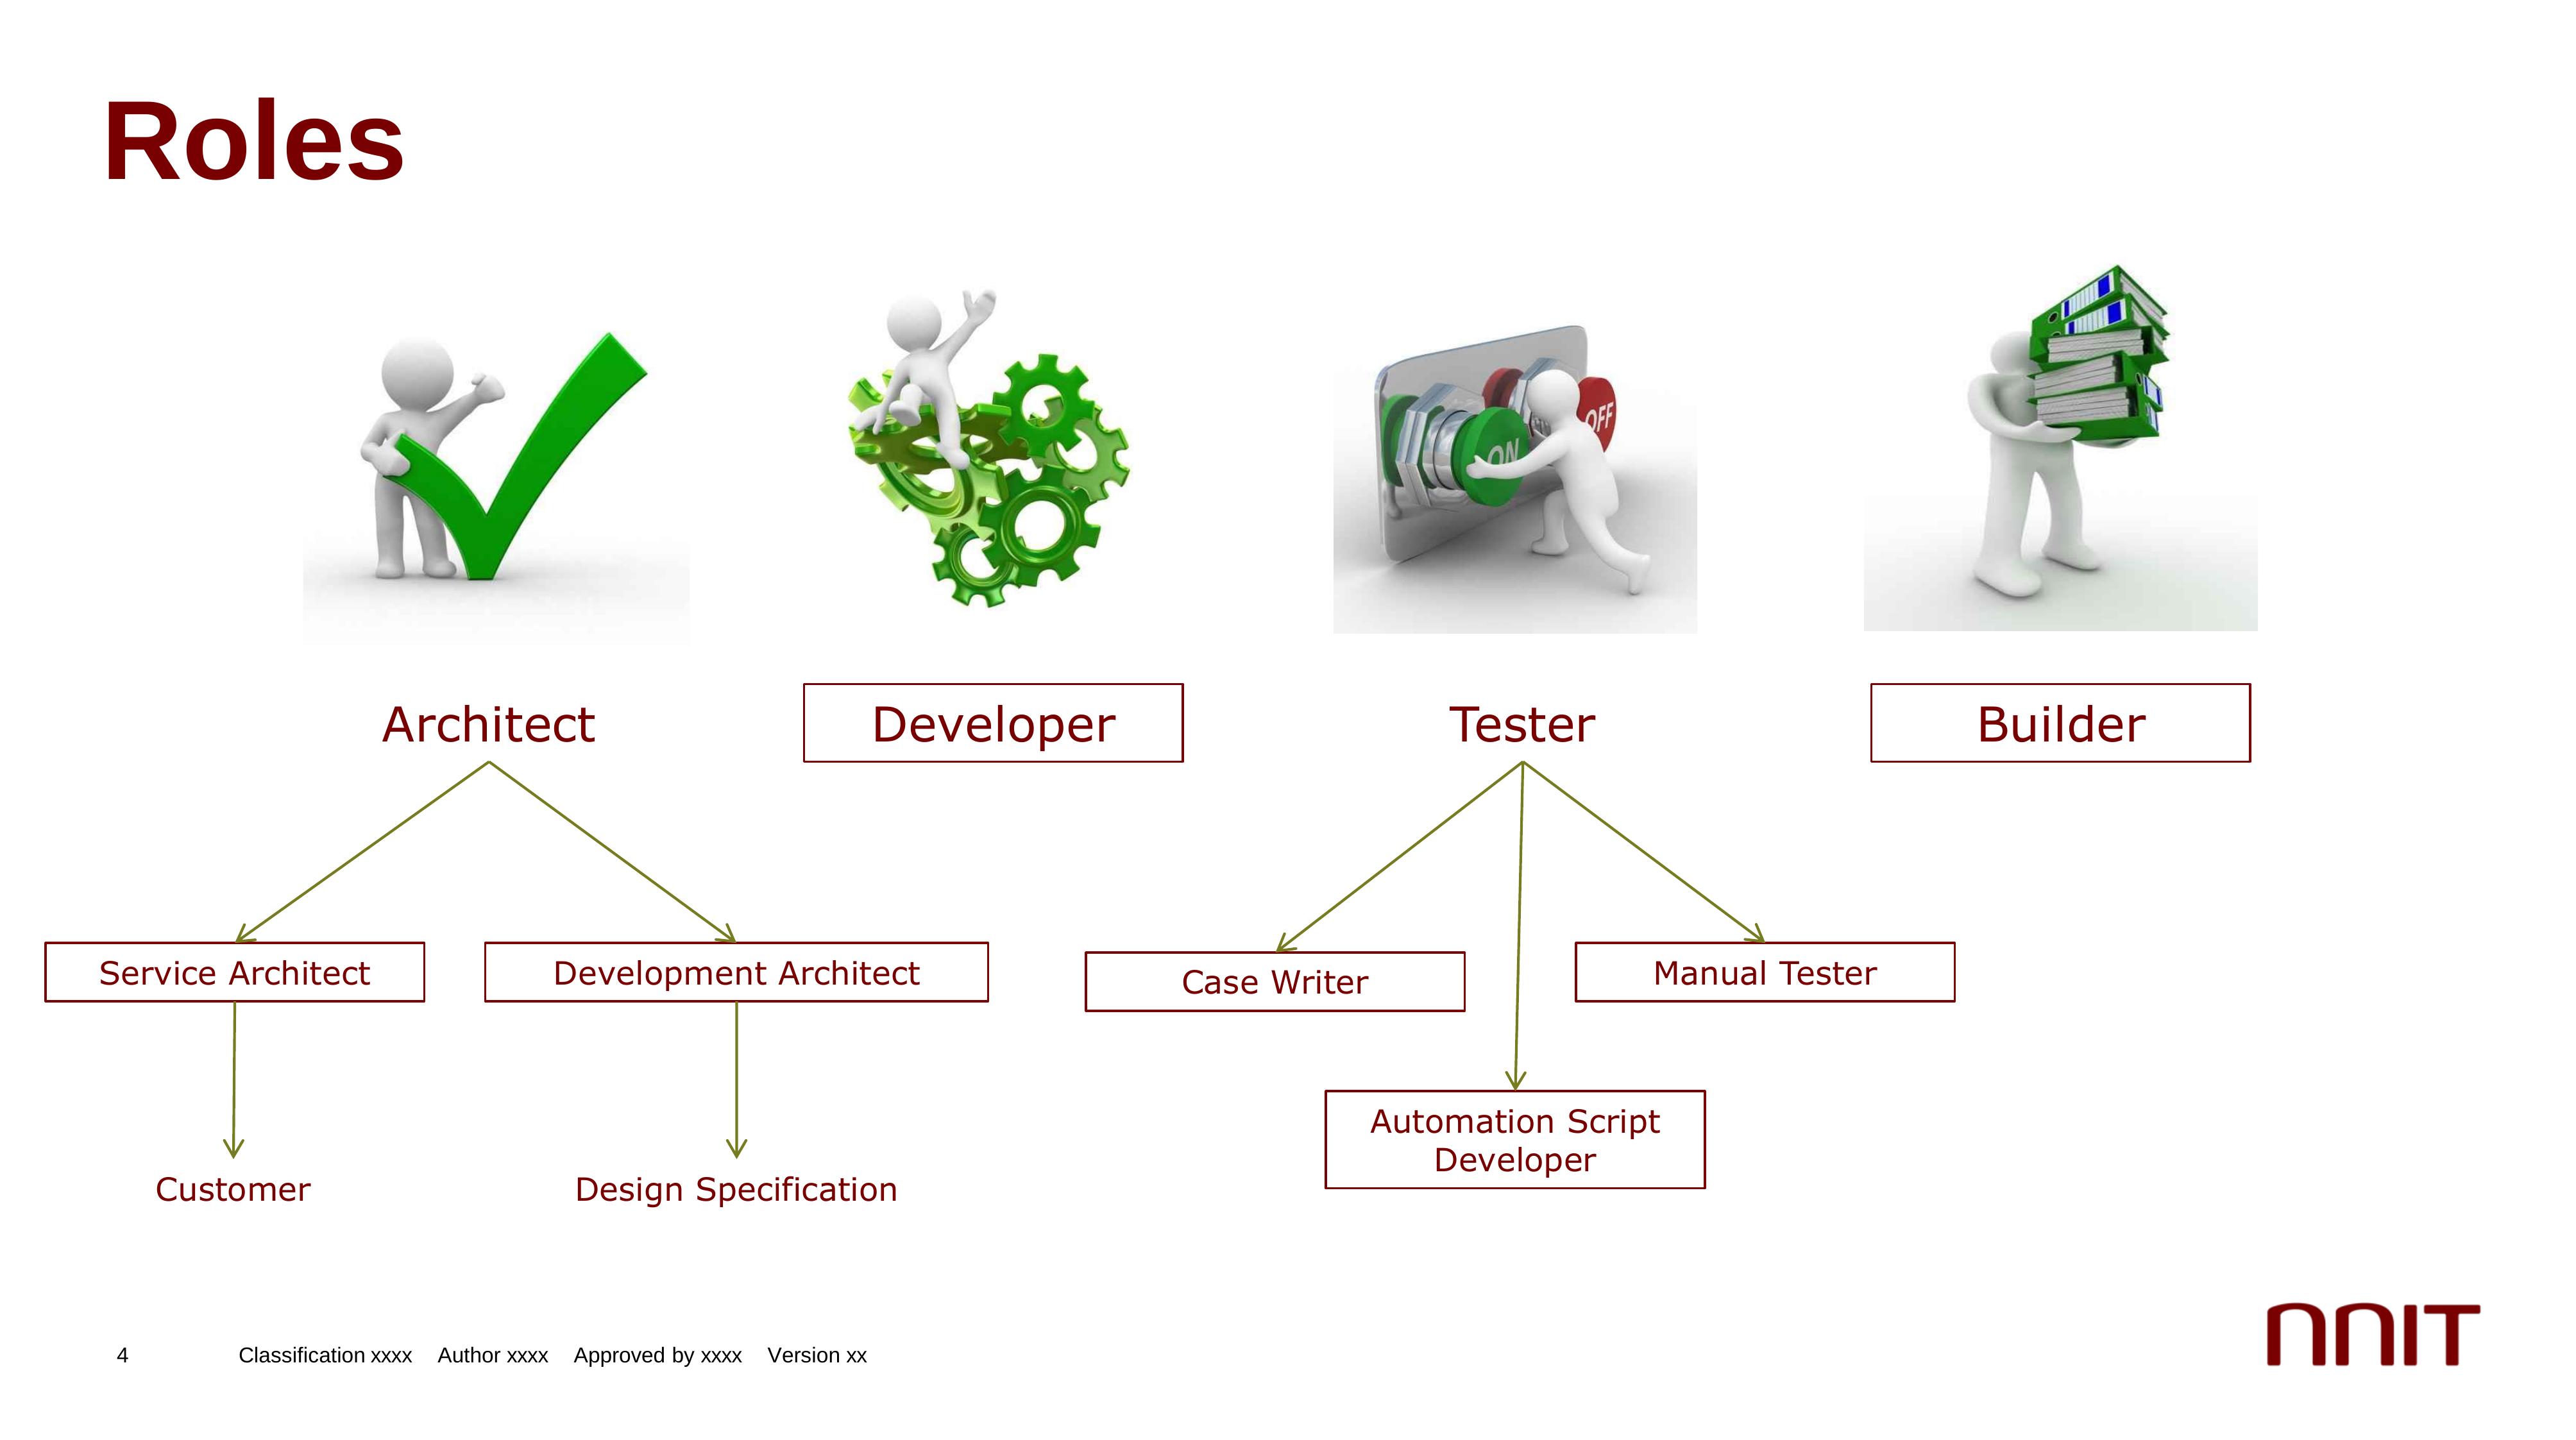 Roles
ON
OFF
Architect
Developer
Tester
Builder
Service Architect
Development Architect
Case Writer
Manual Tester
Automation Script
Developer
Customer
Design Specification
4 Classification xxxx Author xxxx Approved by xxxx Version xx
nnIT